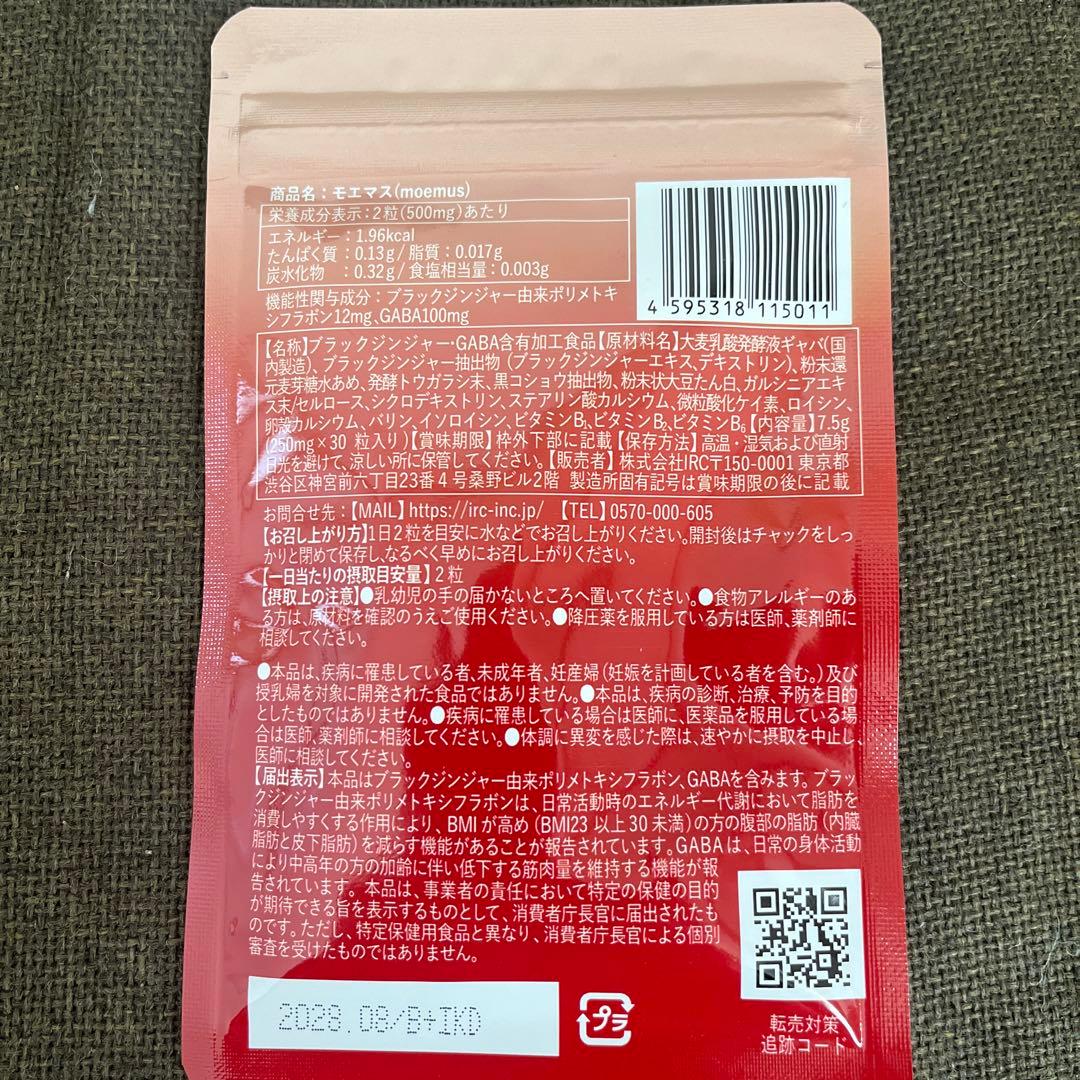 商品名：モエマス(moemus)
栄養成分表示：2粒(500mg)あたり
エネルギー：1.96kcal
たんぱく質：0.13g/脂質：0.017g
炭水化物　：0.32g/食塩相当量：0.003g
機能性関与成分：ブラックジンジャー由来ポリメトキ
シフラボン12mg、GABA100mg
4 595318 115011
【名称】ブラックジンジャー・GABA含有加工食品【原材料名】大麦乳酸発酵液ギャバ(国
内製造)、ブラックジンジャー抽出物（ブラックジンジャーエキス、デキストリン）、粉末還
元麦芽糖水あめ、発酵トウガラシ末、黒コショウ抽出物、粉末状大豆たん白、ガルシニアエキ
ス末/セルロース、シクロデキストリン、ステアリン酸カルシウム、微粒酸化ケイ素、ロイシン、
卵殻カルシウム、バリン、イソロイシン、ビタミンB₁、ビタミンB₂、ビタミンB₆【内容量】7.5g
(250mg×30 粒入り)【賞味期限】枠外下部に記載【保存方法】高温・湿気および直射
日光を避けて、涼しい所に保管してください。【販売者】株式会社IRC〒150-0001 東京都
渋谷区神宮前六丁目23番4号桑野ビル2階　製造所固有記号は賞味期限の後に記載
お問合せ先：【MAIL】https://irc-inc.jp/　【TEL】0570-000-605
【お召し上がり方】1日2粒を目安に水などでお召し上がりください。開封後はチャックをしっ
かりと閉めて保存し、なるべく早めにお召し上がりください。
【一日当たりの摂取目安量】2粒
【摂取上の注意】●乳幼児の手の届かないところへ置いてください。●食物アレルギーのあ
る方は、原材料を確認のうえご使用ください。●降圧薬を服用している方は医師、薬剤師に
相談してください。
●本品は、疾病に罹患している者、未成年者、妊産婦（妊娠を計画している者を含む。）及び
授乳婦を対象に開発された食品ではありません。●本品は、疾病の診断、治療、予防を目的
としたものではありません。●疾病に罹患している場合は医師に、医薬品を服用している場
合は医師、薬剤師に相談してください。●体調に異変を感じた際は、速やかに摂取を中止し、
医師に相談してください。
【届出表示】本品はブラックジンジャー由来ポリメトキシフラボン、GABAを含みます。ブラッ
クジンジャー由来ポリメトキシフラボンは、日常活動時のエネルギー代謝において脂肪を
消費しやすくする作用により、BMIが高め（BMI23以上30未満）の方の腹部の脂肪（内臓
脂肪と皮下脂肪）を減らす機能があることが報告されています。GABAは、日常の身体活動
により中高年の方の加齢に伴い低下する筋肉量を維持する機能が報
告されています。本品は、事業者の責任において特定の保健の目的
が期待できる旨を表示するものとして、消費者庁長官に届出されたも
のです。ただし、特定保健用食品と異なり、消費者庁長官による個別
審査を受けたものではありません。
2028.08/B+IKD
プラ
転売対策
追跡コード